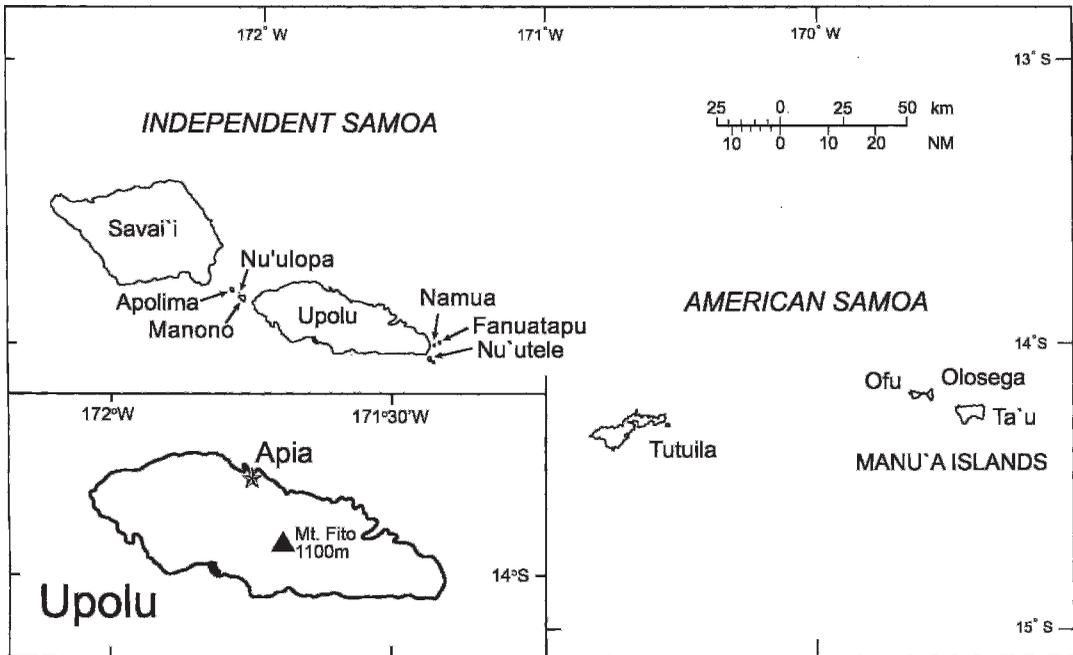 172° W
171° W
170° W
13° S
25 0. 25 50 km
10 0 10 20 NM
INDEPENDENT SAMOA
Savai`i
Nu'ulopa
Apolima
Manono
Upolu
Namua
Fanuatapu
Nu`utele
AMERICAN SAMOA
14°S
Ofu Olosega
Ta`u
Tutuila
MANU`A ISLANDS
172°W
171°30'W
Apia
Mt. Fito
1100m
14°S
Upolu
15° S